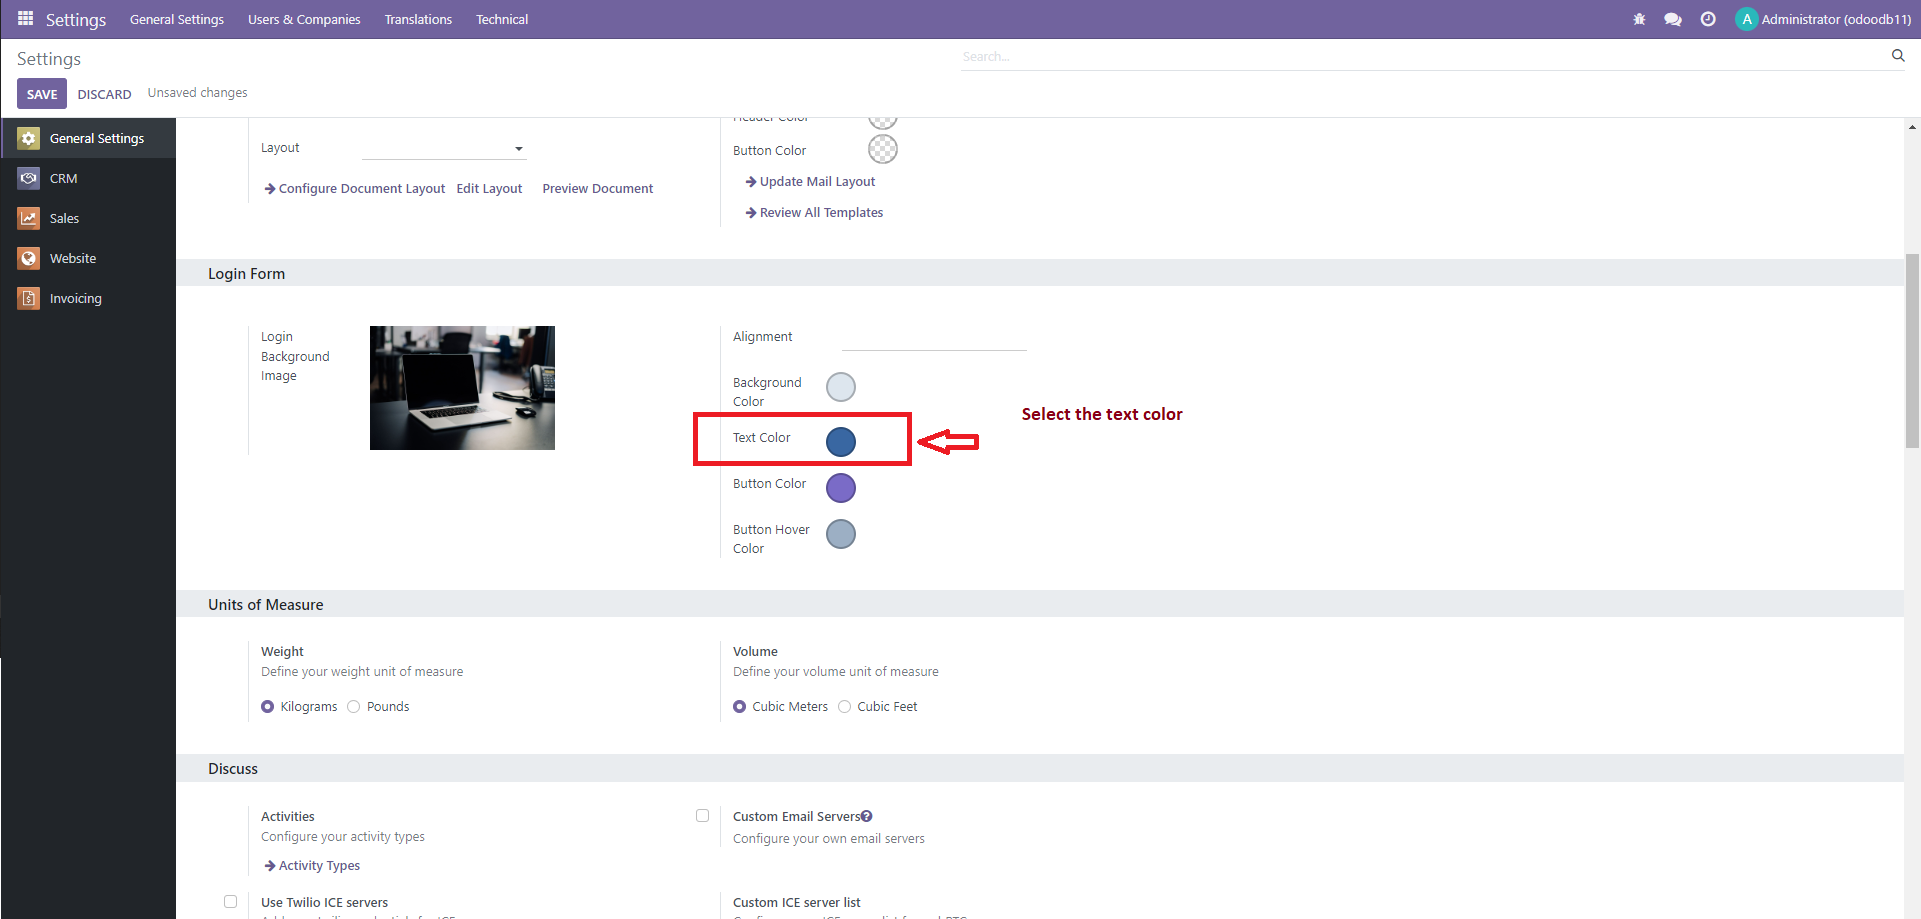 Settings General Settings Users & Companies Translations Technical A Administrator (odoodb11)
Settings Search...
SAVE DISCARD Unsaved changes
General Settings
CRM
Sales
Website
Invoicing
Header Color
Layout
Button Color
Configure Document Layout Edit Layout Preview Document
Update Mail Layout
Review All Templates
Login Form
Login
Background
Image
Alignment
Background
Color
Text Color
Select the text color
Button Color
Button Hover
Color
Units of Measure
Weight
Define your weight unit of measure
Kilograms Pounds
Volume
Define your volume unit of measure
Cubic Meters Cubic Feet
Discuss
Activities
Configure your activity types
Activity Types
Custom Email Servers
Configure your own email servers
Use Twilio ICE servers
Custom ICE server list